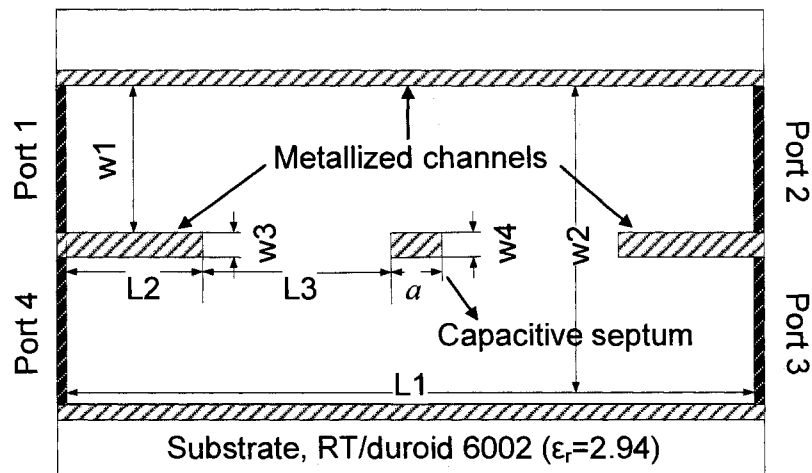 Port 1
w1
Metallized channels
Port 2
w3
w4
w2
L2
L3
a
Port 4
Capacitive septum
Port 3
L1
Substrate, RT/duroid 6002 (εr=2.94)